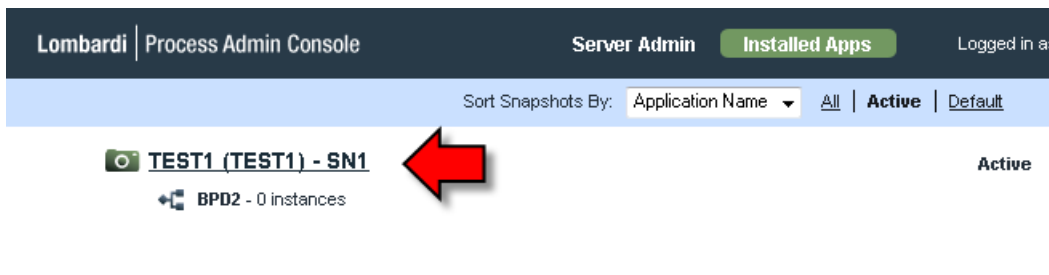 Lombardi | Process Admin Console Server Admin Installed Apps Logged in a
Sort Snapshots By: Application Name All | Active | Default
TEST1 (TEST1) - SN1 Active
BPD2 - 0 instances